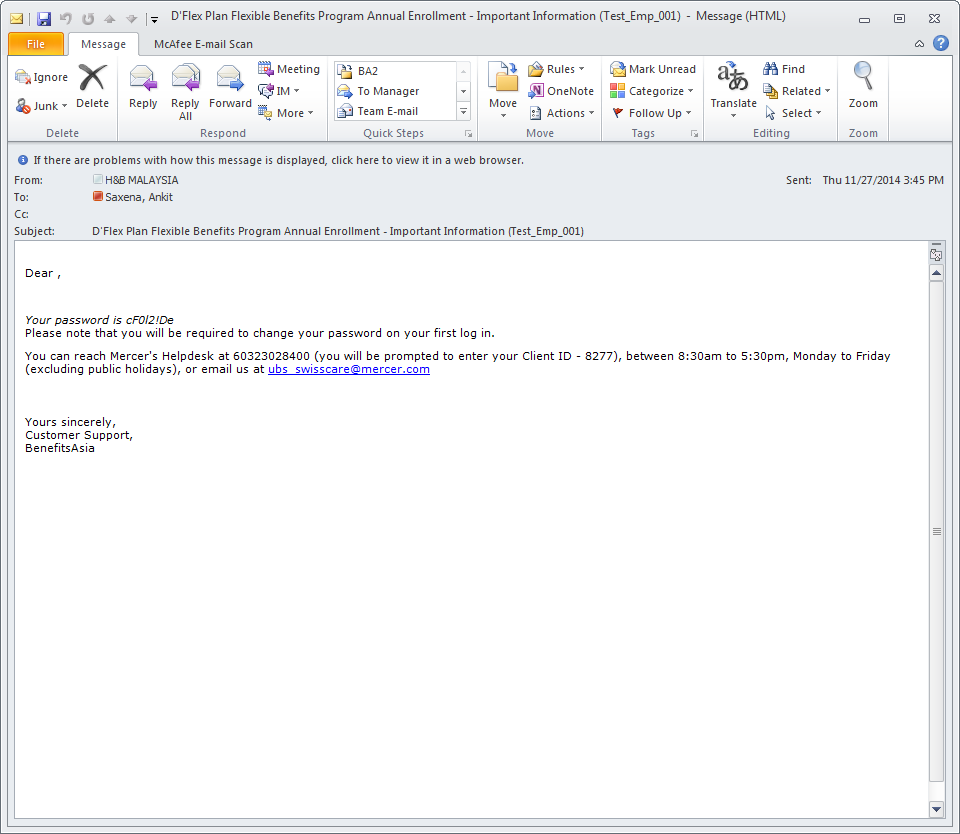 D'Flex Plan Flexible Benefits Program Annual Enrollment - Important Information (Test_Emp_001) - Message (HTML)
File Message McAfee E-mail Scan
Ignore
Junk
Delete
Delete
Reply
Reply All
Forward
Meeting
IM
More
Respond
BA2
To Manager
Team E-mail
Quick Steps
Move
Rules
OneNote
Actions
Move
Mark Unread
Categorize
Follow Up
Tags
Translate
Find
Related
Select
Editing
Zoom
Zoom
If there are problems with how this message is displayed, click here to view it in a web browser.
From: H&B MALAYSIA Sent: Thu 11/27/2014 3:45 PM
To: Saxena, Ankit
Cc:
Subject: D'Flex Plan Flexible Benefits Program Annual Enrollment - Important Information (Test_Emp_001)
Dear ,
Your password is cF0l2!De
Please note that you will be required to change your password on your first log in.
You can reach Mercer's Helpdesk at 60323028400 (you will be prompted to enter your Client ID - 8277), between 8:30am to 5:30pm, Monday to Friday
(excluding public holidays), or email us at ubs_swisscare@mercer.com
Yours sincerely,
Customer Support,
BenefitsAsia